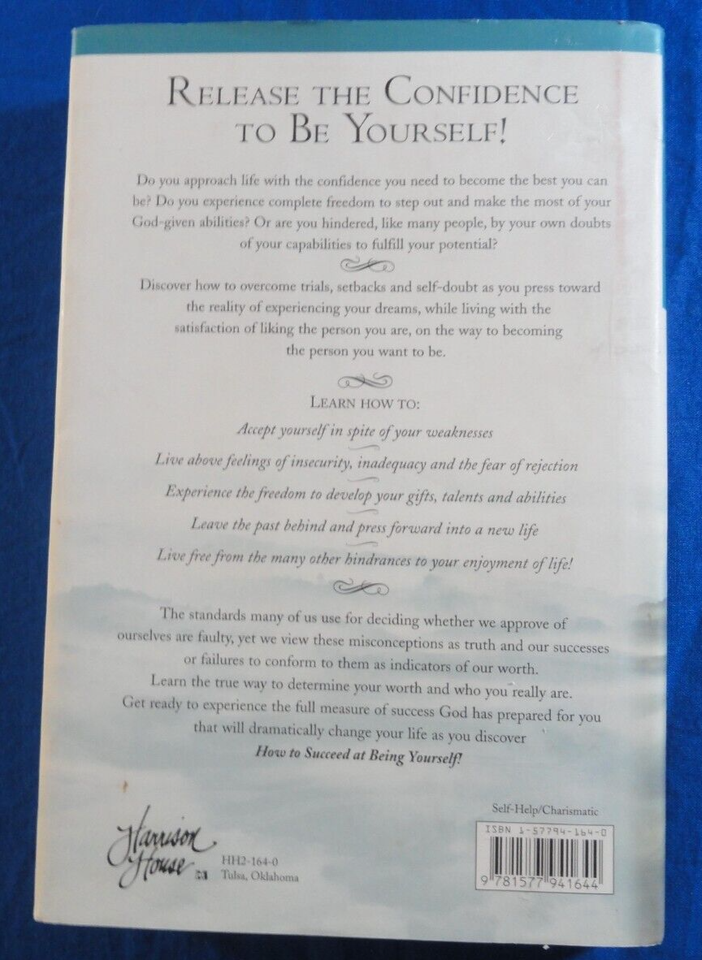 RELEASE THE CONFIDENCE
TO BE YOURSELF!
Do you approach life with the confidence you need to become the best you can
be? Do you experience complete freedom to step out and make the most of your
God-given abilities? Or are you hindered, like many people, by your own doubts
of your capabilities to fulfill your potential?
Discover how to overcome trials, setbacks and self-doubt as you press toward
the reality of experiencing your dreams, while living with the
satisfaction of liking the person you are, on the way to becoming
the person you want to be.
LEARN HOW TO:
Accept yourself in spite of your weaknesses
Live above feelings of insecurity, inadequacy and the fear of rejection
Experience the freedom to develop your gifts, talents and abilities
Leave the past behind and press forward into a new life
Live free from the many other hindrances to your enjoyment of life!
The standards many of us use for deciding whether we approve of
ourselves are faulty, yet we view these misconceptions as truth and our successes
or failures to conform to them as indicators of our worth.
Learn the true way to determine your worth and who you really are.
Get ready to experience the full measure of success God has prepared for you
that will dramatically change your life as you discover
How to Succeed at Being Yourself!
Self-Help/Charismatic
ISBN 1-57794-164-0
9 781577 941644
Harrison
House
HH2-164-0
Tulsa, Oklahoma